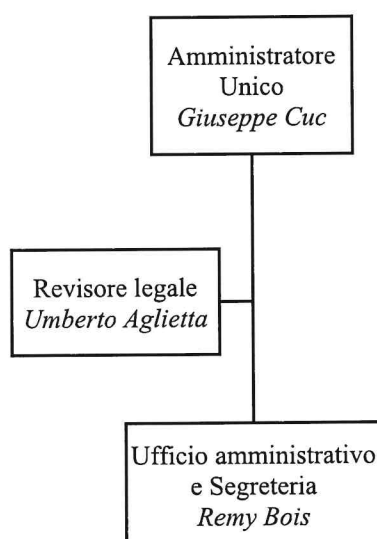 Amministratore
Unico
Giuseppe Cuc
Revisore legale
Umberto Aglietta
Ufficio amministrativo
e Segreteria
Remy Bois